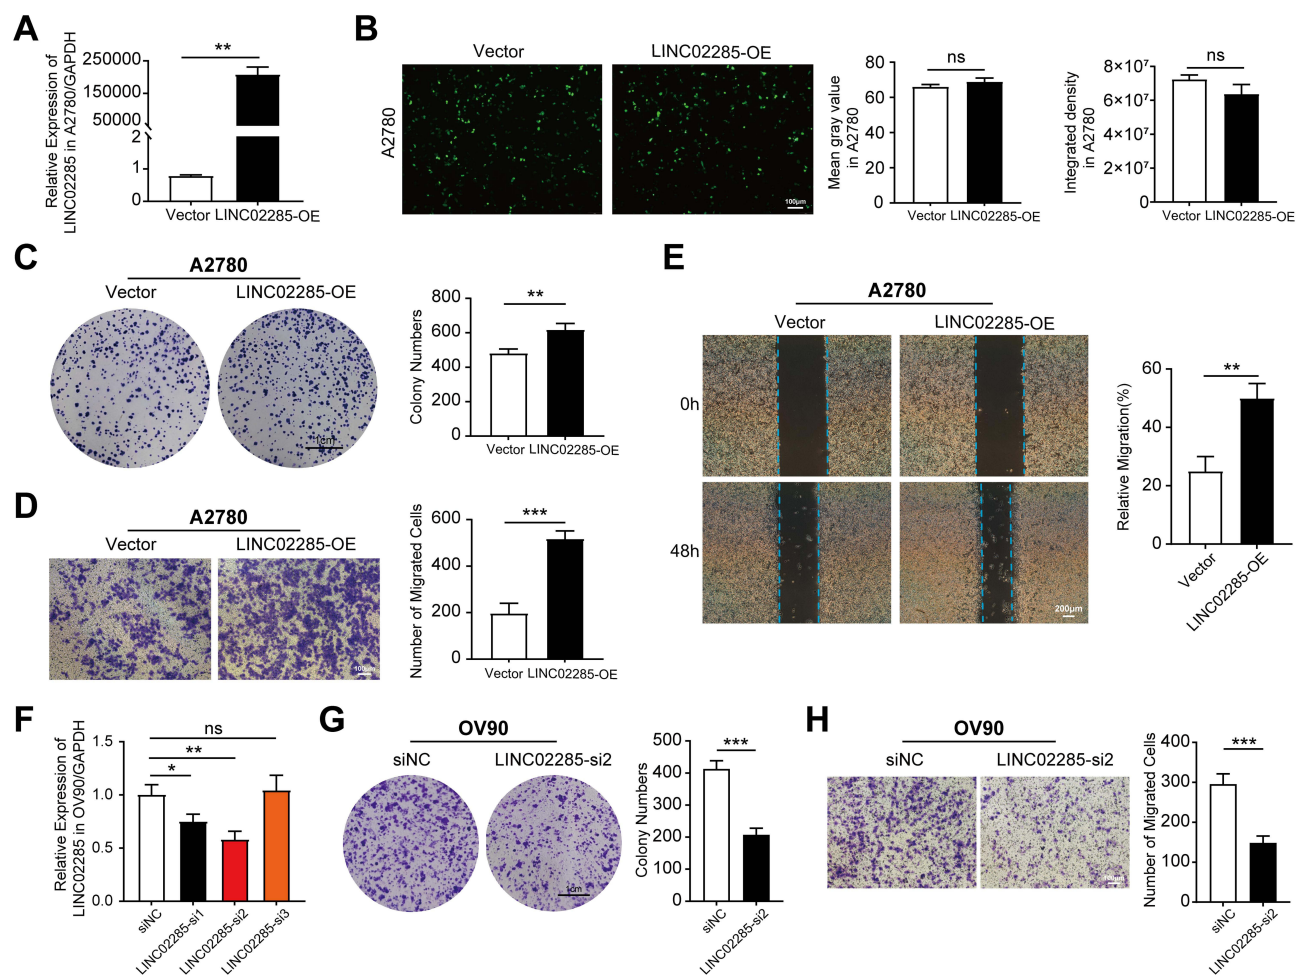 A
Relative Expression of
LINC02285 in A2780/GAPDH
250000
150000
50000
2
1
0
**
Vector LINC02285-OE
B
Vector LINC02285-OE
A2780
100μm
Mean gray value
in A2780
80
60
40
20
0
ns
Vector LINC02285-OE
Integrated density
in A2780
8×10⁷
6×10⁷
4×10⁷
2×10⁷
0
ns
Vector LINC02285-OE
C
A2780
Vector LINC02285-OE
1cm
Colony Numbers
800
600
400
200
0
**
Vector LINC02285-OE
D
A2780
Vector LINC02285-OE
100μm
Number of Migrated Cells
600
400
200
0
***
Vector LINC02285-OE
E
A2780
Vector LINC02285-OE
0h
48h
200μm
Relative Migration(%)
60
40
20
0
**
Vector
LINC02285-OE
F
Relative Expression of
LINC02285 in OV90/GAPDH
1.5
1.0
0.5
0.0
ns
**
*
siNC
LINC02285-si1
LINC02285-si2
LINC02285-si3
G
OV90
siNC LINC02285-si2
1cm
Colony Numbers
500
400
300
200
100
0
***
siNC
LINC02285-si2
H
OV90
siNC LINC02285-si2
100μm
Number of Migrated Cells
400
300
200
100
0
***
siNC
LINC02285-si2